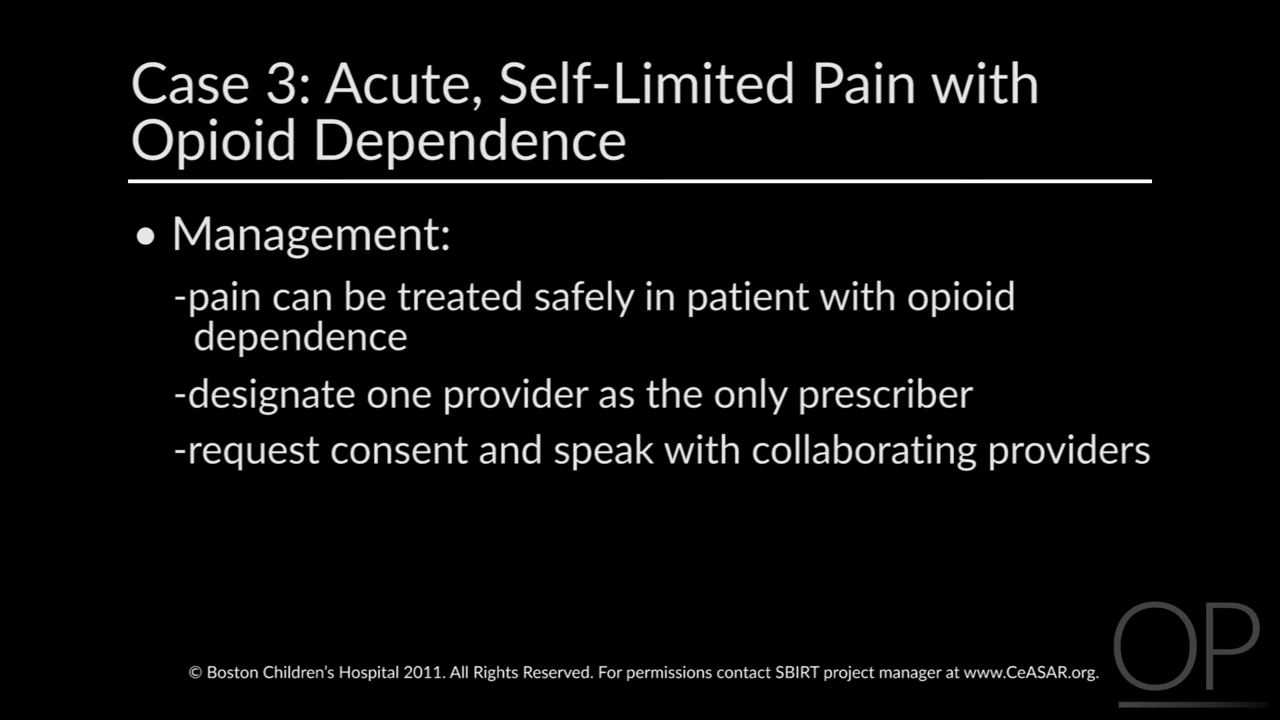 Case 3: Acute, Self-Limited Pain with
Opioid Dependence
• Management:
-pain can be treated safely in patient with opioid
dependence
-designate one provider as the only prescriber
-request consent and speak with collaborating providers
© Boston Children's Hospital 2011. All Rights Reserved. For permissions contact SBIRT project manager at www.CeASAR.org.
OP